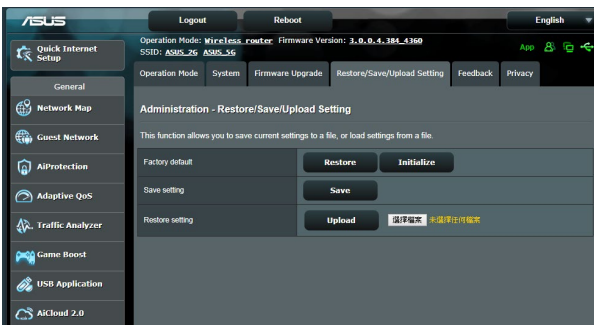 ASUS Logout Reboot English
Operation Mode: Wireless router Firmware Version: 3.0.0.4.384_4360
SSID: ASUS_2G ASUS_5G
App
Quick Internet
Setup
General
Network Map
Guest Network
AiProtection
Adaptive QoS
Traffic Analyzer
Game Boost
USB Application
AiCloud 2.0
Operation Mode System Firmware Upgrade Restore/Save/Upload Setting Feedback Privacy
Administration - Restore/Save/Upload Setting
This function allows you to save current settings to a file, or load settings from a file.
Factory default Restore Initialize
Save setting Save
Restore setting Upload 選擇檔案 未選擇任何檔案